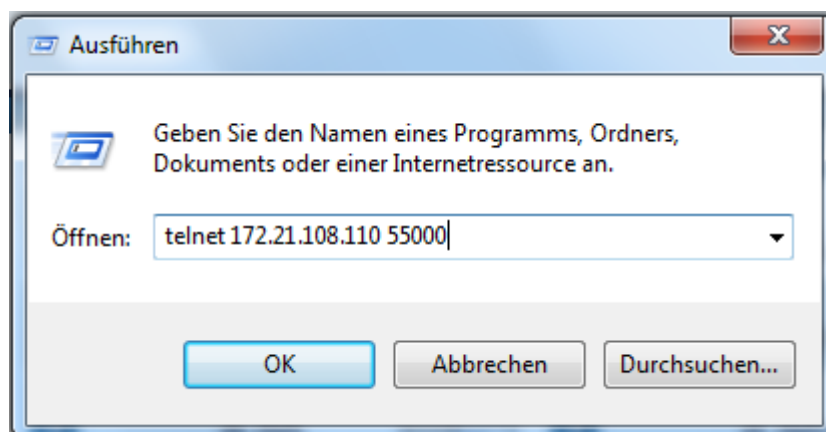 Ausführen
Geben Sie den Namen eines Programms, Ordners,
Dokuments oder einer Internetressource an.
Öffnen: telnet 172.21.108.110 55000
OK Abbrechen Durchsuchen...